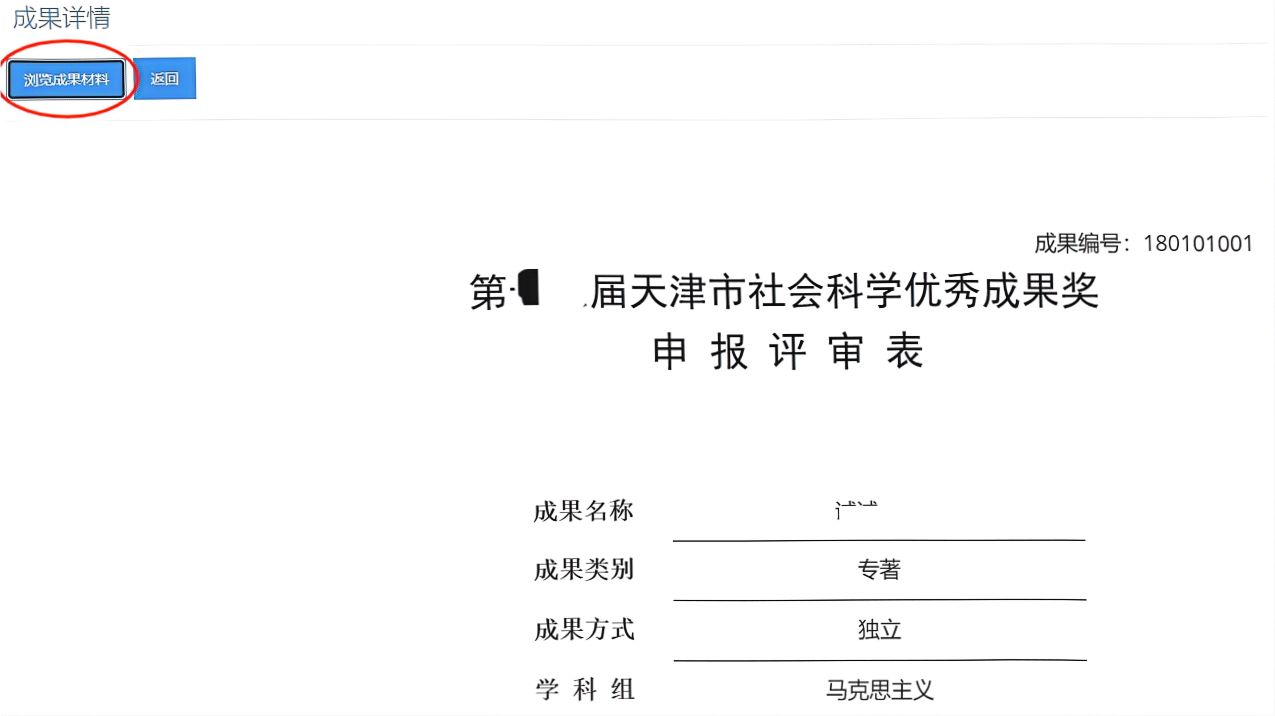 成果详情
浏览成果材料 返回
成果编号：180101001
第 届天津市社会科学优秀成果奖
申报评审表
成果名称
成果类别 专著
成果方式 独立
学科组 马克思主义